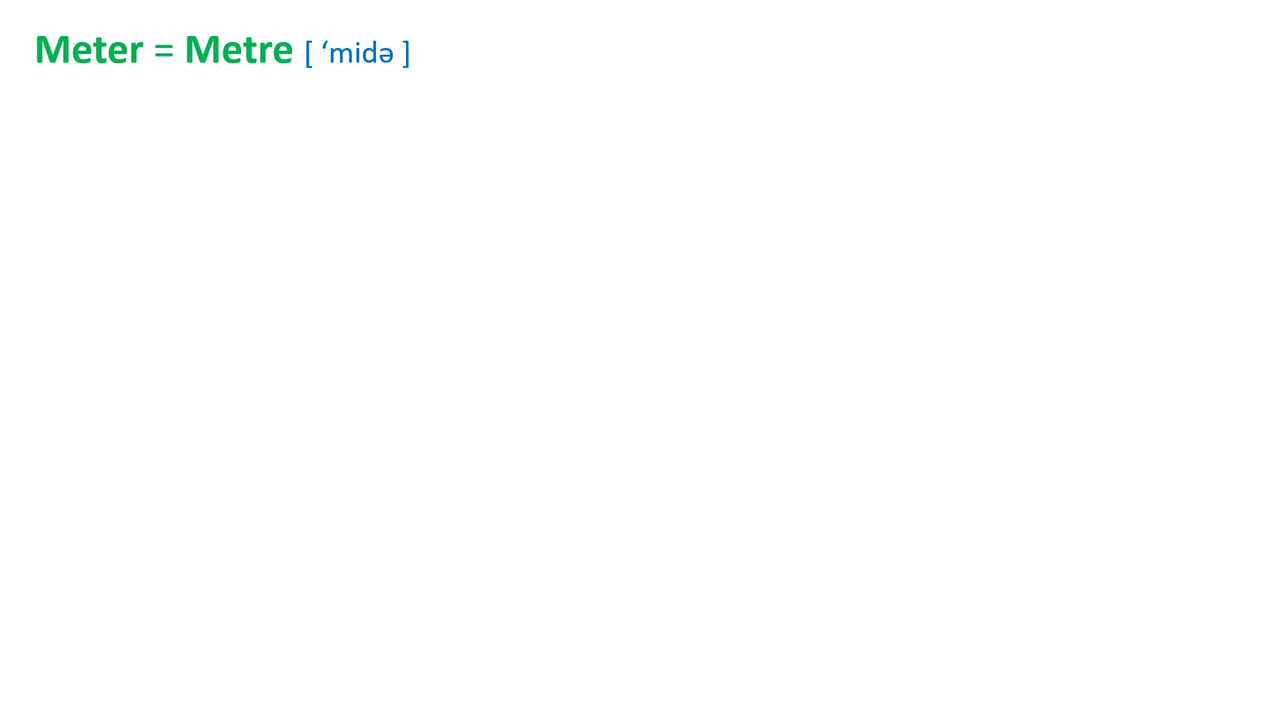 Meter = Metre [ ‘midə ]